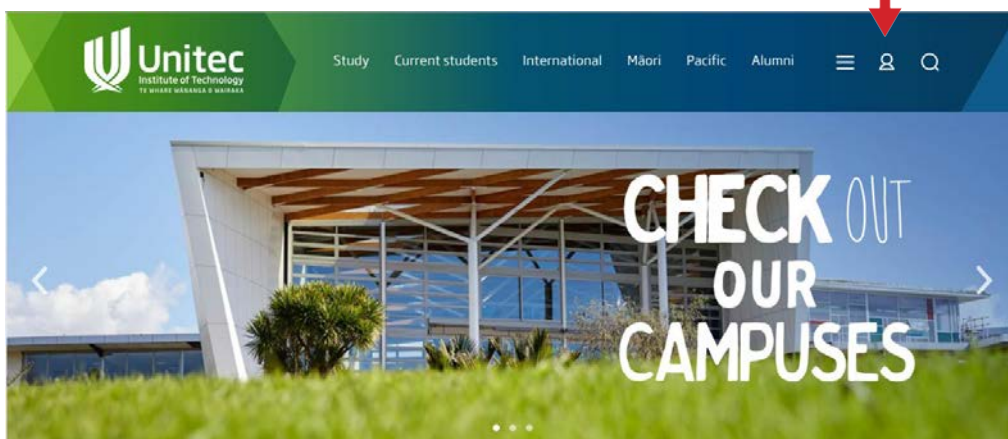 Unitec
Institute of Technology
TE WHARE WĀNANGA O WAIRAKA
Study Current students International Māori Pacific Alumni
CHECK OUT
OUR
CAMPUSES